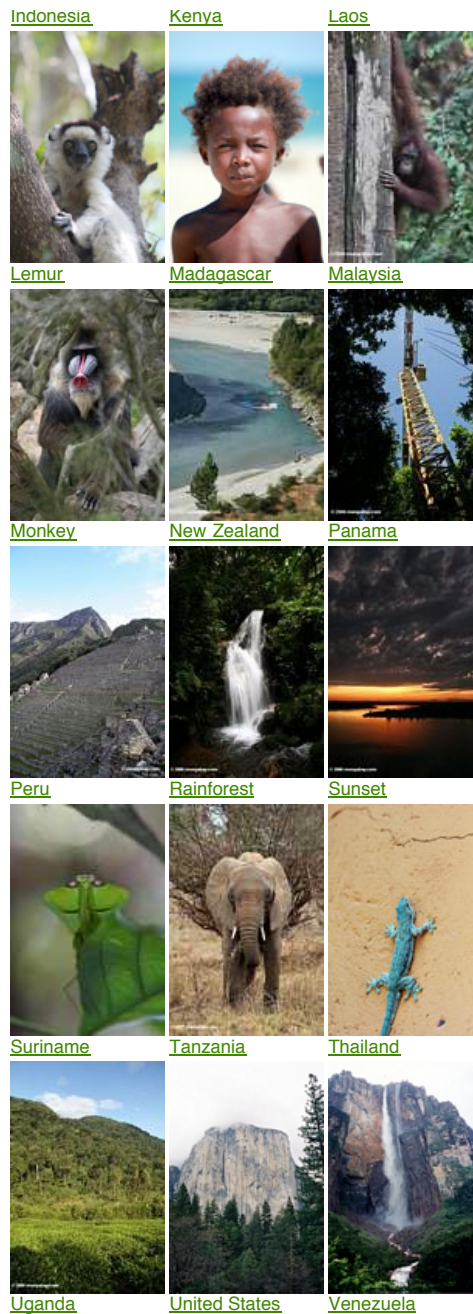 Indonesia Kenya Laos
Lemur Madagascar Malaysia
Monkey New Zealand Panama
Peru Rainforest Sunset
Suriname Tanzania Thailand
Uganda United States Venezuela